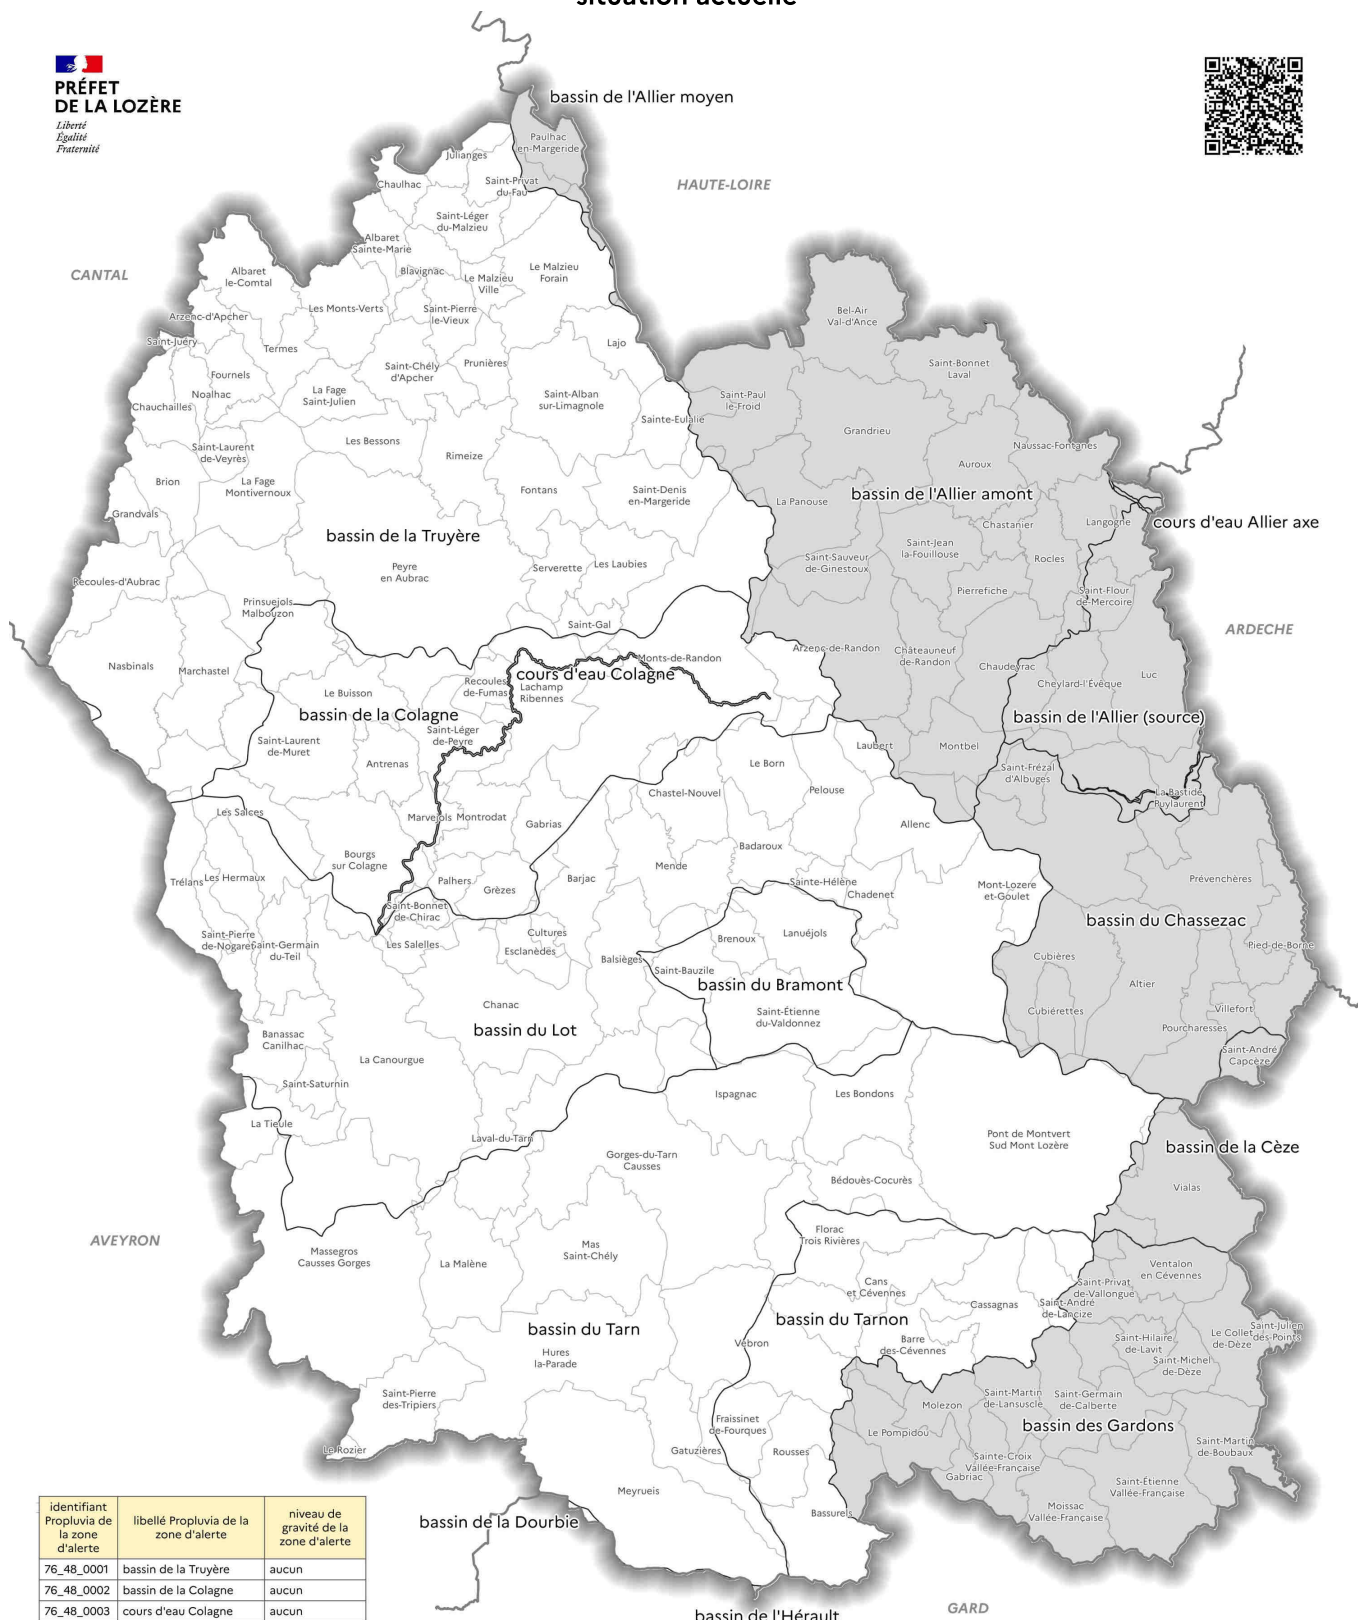 situation actuelle
PRÉFET
DE LA LOZÈRE
Liberté
Égalité
Fraternité
bassin de l'Allier moyen
Paulhac
en-Margeride
HAUTE-LOIRE
CANTAL
Julianges
Chaulhac
Saint-Privat
du-Fau
Saint-Léger
du-Malzieu
Albaret
Sainte-Marie
Blavignac
Le Malzieu
Ville
Le Malzieu
Forain
Albaret
le-Comtal
Les Monts-Verts
Saint-Pierre
le-Vieux
Arzenc-d'Apcher
Saint-Juéry
Termes
Lajo
Bel-Air
Val-d'Ance
Saint-Bonnet
Laval
Fournels
Noalhac
Chauchailles
La Fage
Saint-Julien
Saint-Chély
d'Apcher
Prunières
Saint-Alban
sur-Limagnole
Sainte-Eulalie
Saint-Paul
le-Froid
Grandrieu
Naussac-Fontanes
Auroux
Saint-Laurent
de-Veyrès
Les Bessons
Rimeize
Brion
La Fage
Montivernoux
Fontans
Saint-Denis
en-Margeride
La Panouse
bassin de l'Allier amont
Grandvals
Chastanier
Langogne
cours d'eau Allier axe
bassin de la Truyère
Saint-Jean
la-Fouillouse
Saint-Sauveur
de-Ginestoux
Rocles
Recoules-d'Aubrac
Peyre
en Aubrac
Serverette
Les Laubies
Pierrefiche
Saint-Flour
de-Mercoire
Prinsuejols
Malbouzon
Saint-Gal
ARDECHE
Nasbinals
Marchastel
Monts-de-Randon
Arzenc-de-Randon
Châteauneuf
de-Randon
Chaudeyrac
cours d'eau Colagne
Recoules
de-Fumas
Lachamp
Ribennes
Le Buisson
Cheylard-l'Évêque
Luc
bassin de la Colagne
bassin de l'Allier (source)
Saint-Laurent
de-Muret
Saint-Léger
de-Peyre
Antrenas
Laubert
Montbel
Le Born
Saint-Frézal
d'Albuges
Chastel-Nouvel
Pelouse
La Bastide
Puylaurent
Les Salces
Marvejols
Montrodat
Gabrias
Allenc
Badaroux
Bourgs
sur Colagne
Mende
Trélans
Les Hermaux
Palhers
Grèzes
Barjac
Sainte-Hélène
Chadenet
Mont-Lozere
et-Goulet
Prévenchères
Saint-Bonnet
de-Chirac
bassin du Chassezac
Saint-Pierre
de-Nogaret
Saint-Germain
du-Teil
Les Salelles
Cultures
Esclanèdes
Balsièges
Brenoux
Lanuéjols
Pied-de-Borne
Saint-Bauzile
Cubières
bassin du Bramont
Altier
Chanac
Saint-Étienne
du-Valdonnez
Cubiérettes
Villefort
bassin du Lot
Pourcharesses
Banassac
Canilhac
La Canourgue
Saint-André
Capcèze
Saint-Saturnin
Ispagnac
Les Bondons
La Tieule
Laval-du-Tarn
Pont de Montvert
Sud Mont Lozère
bassin de la Cèze
Gorges-du-Tarn
Causses
Bédouès-Cocurès
Vialas
AVEYRON
Florac
Trois Rivières
Massegros
Causses Gorges
La Malène
Mas
Saint-Chély
Ventalon
en Cévennes
Cans
et Cévennes
Saint-Privat
de-Vallongue
Cassagnas
Saint-André
de-Lancize
bassin du Tarn
bassin du Tarnon
Le Collet
de-Dèze
Saint-Julien
des-Points
Vebron
Barre
des-Cévennes
Saint-Hilaire
de-Lavit
Saint-Michel
de-Dèze
Hures
la-Parade
Saint-Pierre
des-Tripiers
Molezon
Saint-Martin
de-Lansuscle
Saint-Germain
de-Calberte
Fraissinet
de-Fourques
Le Pompidou
bassin des Gardons
Le Rozier
Gatuzières
Rousses
Sainte-Croix
Vallée-Française
Gabriac
Saint-Martin
de-Boubaux
Meyrueis
Saint-Étienne
Vallée-Française
Bassurels
Moissac
Vallée-Française
bassin de la Dourbie
identifiant Propluvia de la zone d'alerte | libellé Propluvia de la zone d'alerte | niveau de gravité de la zone d'alerte
76_48_0001 | bassin de la Truyère | aucun
76_48_0002 | bassin de la Colagne | aucun
76_48_0003 | cours d'eau Colagne | aucun
bassin de l'Hérault
GARD